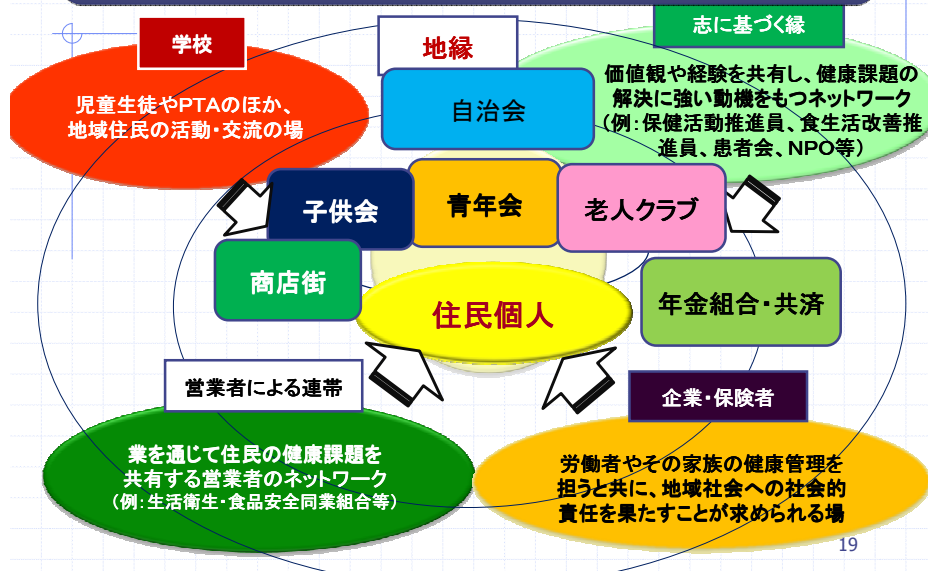 学校
児童生徒やPTAのほか、
地域住民の活動・交流の場
地縁
志に基づく縁
価値観や経験を共有し、健康課題の
解決に強い動機をもつネットワーク
(例:保健活動推進員、食生活改善推
進員、患者会、NPO等)
自治会
子供会
青年会
老人クラブ
商店街
住民個人
年金組合・共済
営業者による連帯
業を通じて住民の健康課題を
共有する営業者のネットワーク
(例:生活衛生・食品安全同業組合等)
企業・保険者
労働者やその家族の健康管理を
担うと共に、地域社会への社会的
責任を果たすことが求められる場
19